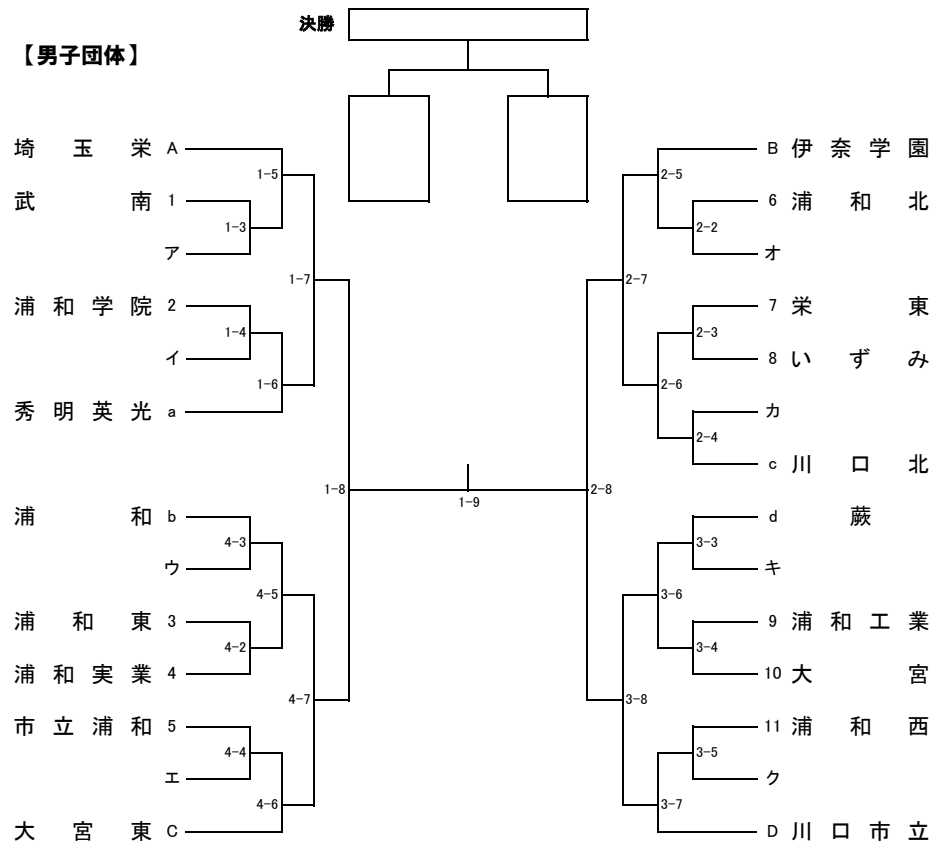 決勝
【男子団体】
埼玉栄 A
B 伊奈学園
1-5
2-5
武南 1
6 浦和北
1-3
2-2
ア
オ
1-7
2-7
浦和学院 2
7 栄東
1-4
2-3
イ
8 いずみ
1-6
2-6
秀明英光 a
カ
2-4
c 川口北
1-8
2-8
1-9
浦和 b
d 蕨
4-3
3-3
ウ
キ
4-5
3-6
浦和東 3
9 浦和工業
4-2
3-4
浦和実業 4
10 大宮
4-7
3-8
市立浦和 5
11 浦和西
4-4
3-5
エ
ク
4-6
3-7
大宮東 C
D 川口市立